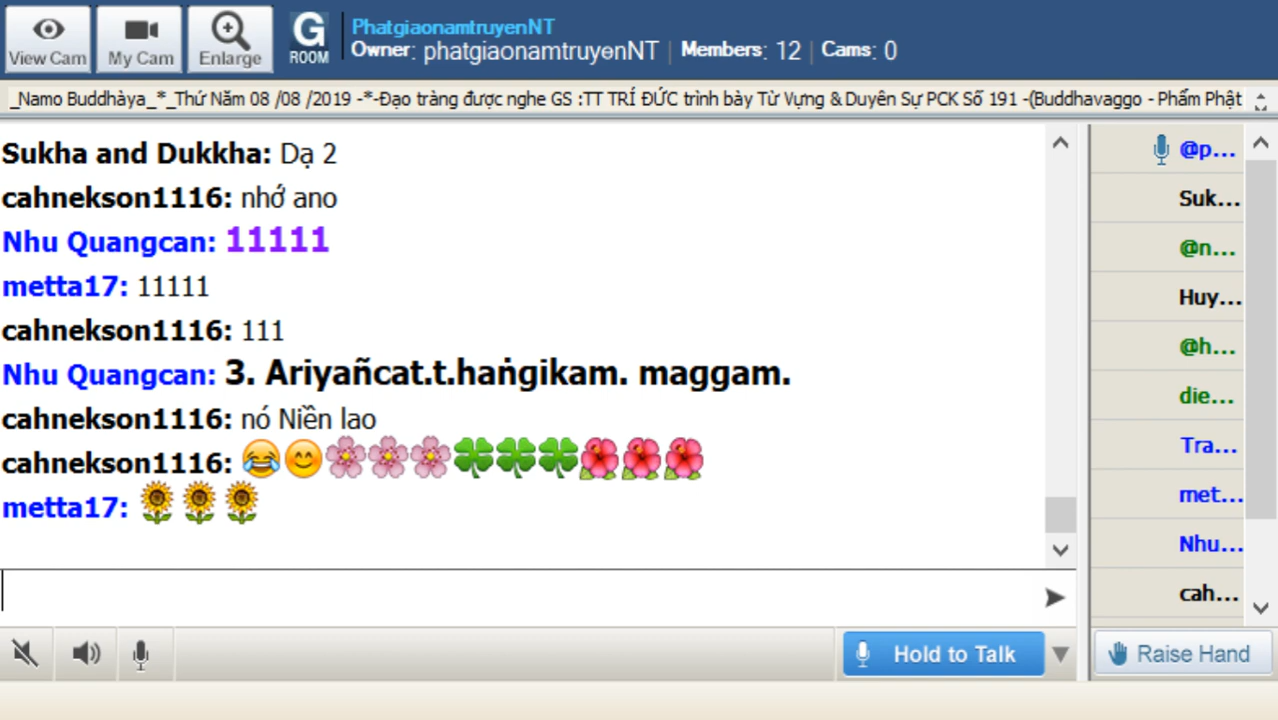 View Cam
My Cam
Enlarge
G
ROOM
PhatgiaonamtruyenNT
Owner: phatgiaonamtruyenNT | Members: 12 | Cams: 0
_Namo Buddhàya_*_Thứ Năm 08 /08 /2019 -*-Đạo tràng được nghe GS :TT TRÍ ĐỨC trình bày Từ Vựng & Duyên Sự PCK Số 191 -(Buddhavaggo - Phẩm Phật
Sukha and Dukkha: Dạ 2
cahnekson1116: nhớ ano
Nhu Quangcan: 11111
metta17: 11111
cahnekson1116: 111
Nhu Quangcan: 3. Ariyañcat.t.haṅgikam. maggam.
cahnekson1116: nó Niền lao
cahnekson1116: 😂😊🌸🌸🌸🍀🍀🍀🌺🌺🌺
metta17: 🌻🌻🌻
@p...
Suk...
@n...
Huy...
@h...
die...
Tra...
met...
Nhu...
cah...
Hold to Talk
Raise Hand